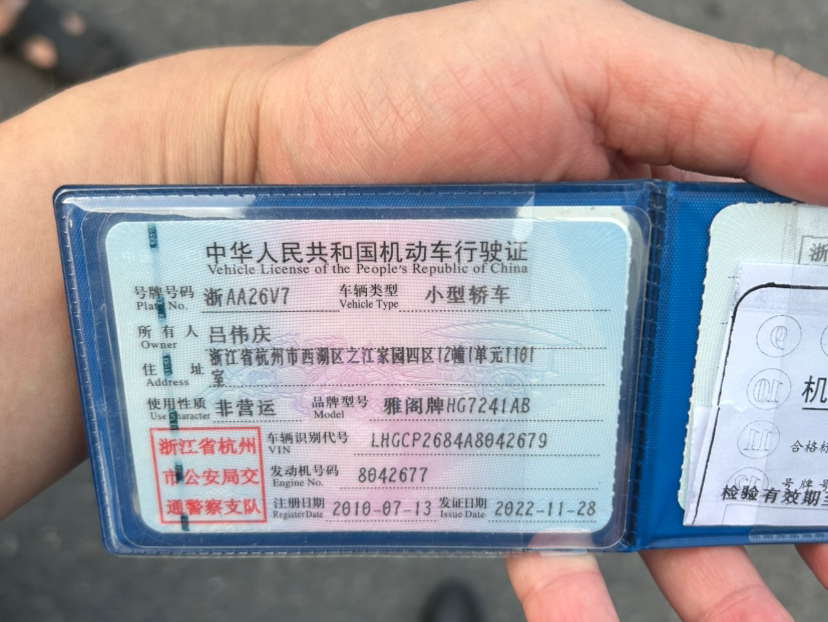 中华人民共和国机动车行驶证
Vehicle License of the People's Republic of China
号牌号码 浙AA26V7 车辆类型 小型轿车
Plate No. Vehicle Type
所有人 吕伟庆
Owner
住址 浙江省杭州市西湖区之江家园四区12幢1单元1101室
Address
使用性质 非营运 品牌型号 雅阁牌HG7241AB
Use Character Model
浙江省杭州
市公安局交
通警察支队
车辆识别代号 LHGCP2684A8042679
VIN
发动机号码 8042677
Engine No.
注册日期 2010-07-13 发证日期 2022-11-28
Register Date Issue Date
浙
机
合格标
号牌号
检验有效期至